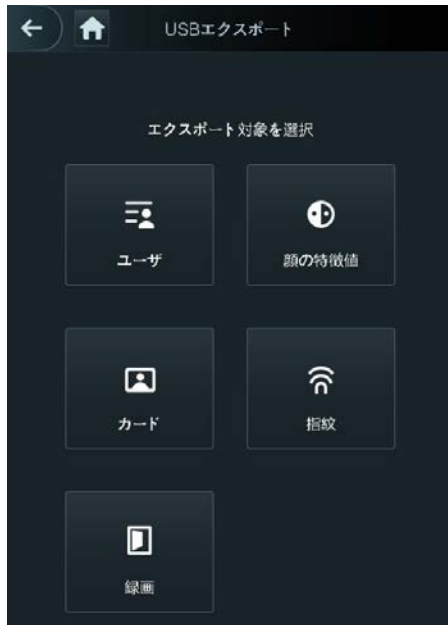 USBエクスポート
エクスポート対象を選択
ユーザ
顔の特徴値
カード
指紋
録画